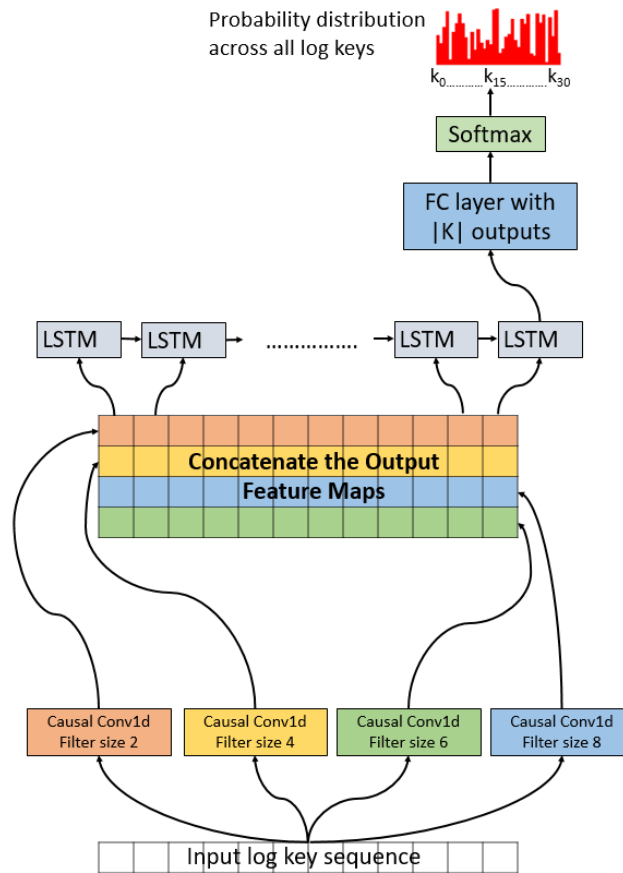 Probability distribution
across all log keys
k0............k15.............k30
Softmax
FC layer with
|K| outputs
LSTM LSTM ................ LSTM LSTM
Concatenate the Output
Feature Maps
Causal Conv1d Causal Conv1d Causal Conv1d Causal Conv1d
Filter size 2 Filter size 4 Filter size 6 Filter size 8
Input log key sequence